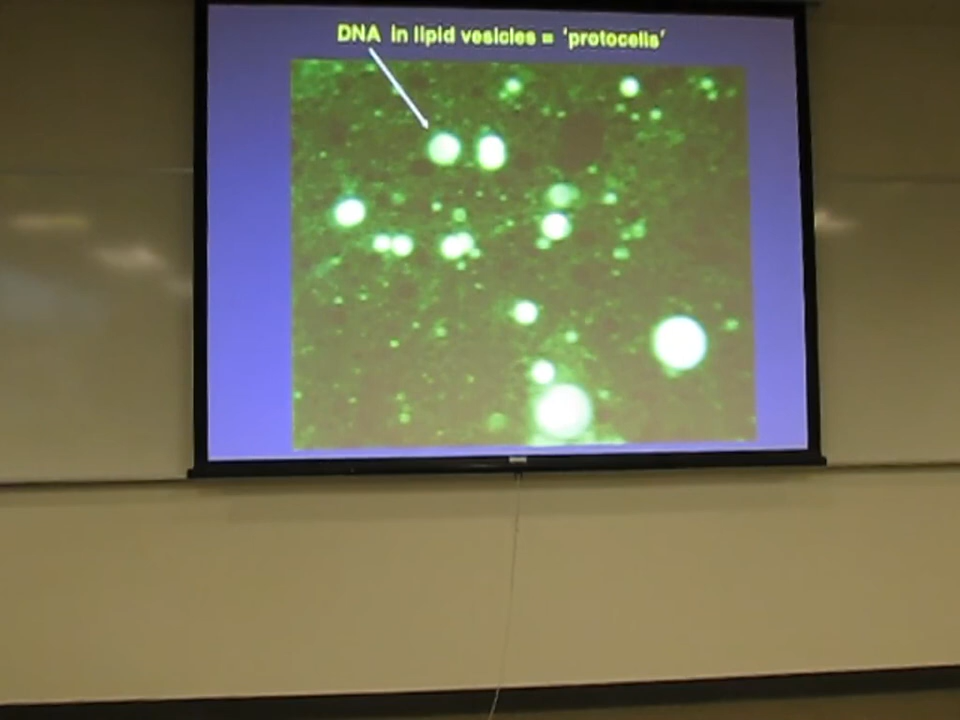 DNA in lipid vesicles = 'protocells'